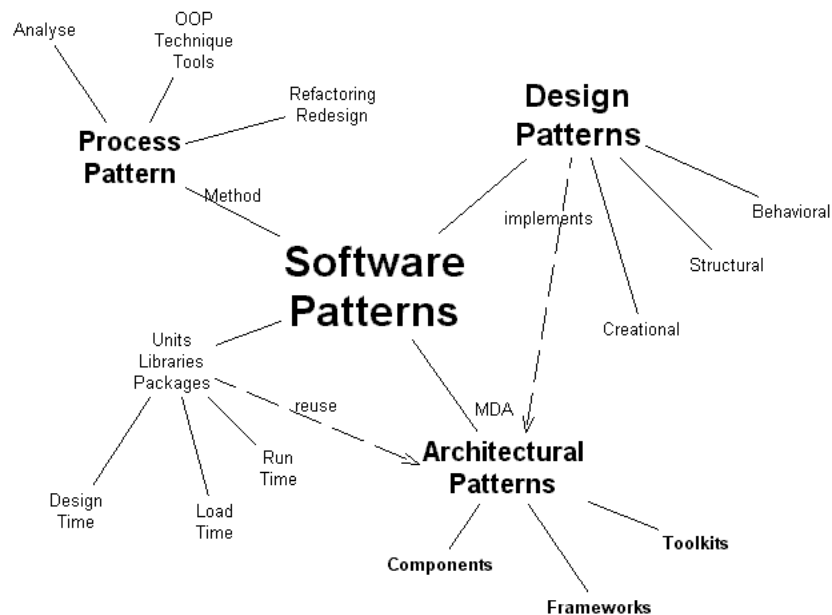 Analyse
OOP
Technique
Tools
Refactoring
Redesign
Process
Pattern
Method
Design
Patterns
implements
Behavioral
Structural
Creational
Software
Patterns
Units
Libraries
Packages
reuse
MDA
Design
Time
Load
Time
Run
Time
Architectural
Patterns
Components
Frameworks
Toolkits